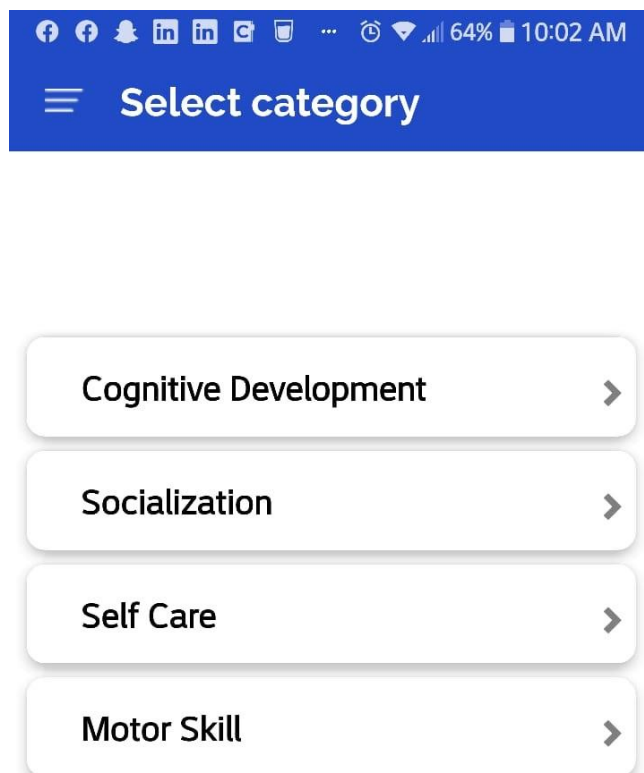 64% 10:02 AM
Select category
Cognitive Development
Socialization
Self Care
Motor Skill